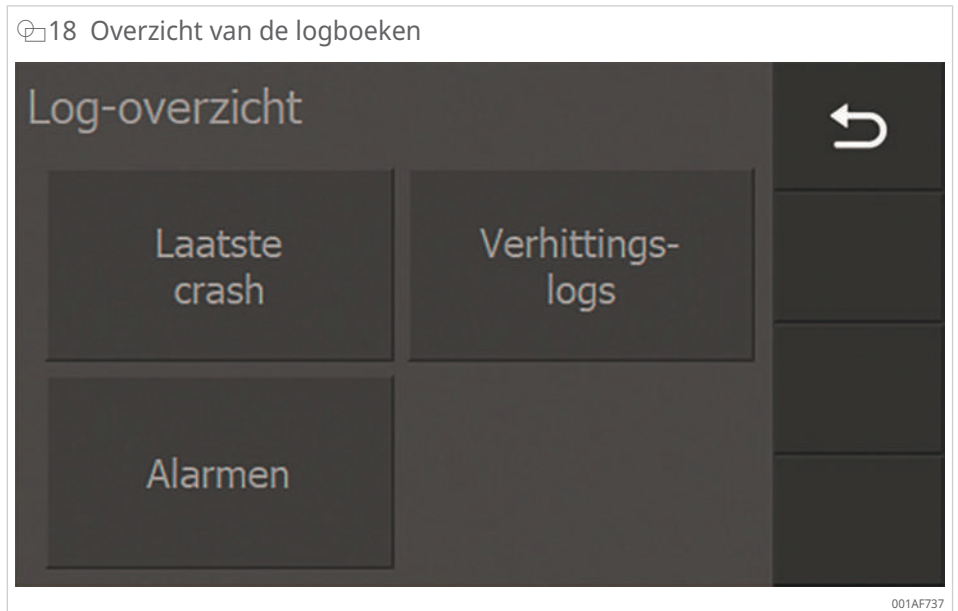 18 Overzicht van de logboeken
Log-overzicht
Laatste
crash
Verhittings-
logs
Alarmen
001AF737